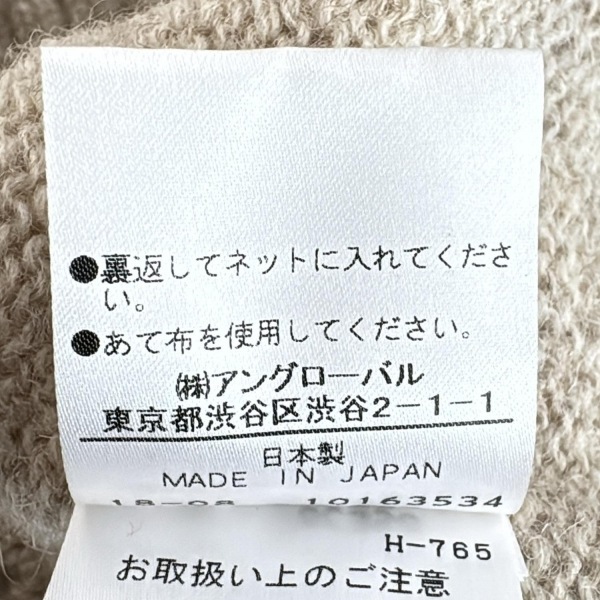 ●裏返してネットに入れてくださ
い。
●あて布を使用してください。
㈱アングローバル
東京都渋谷区渋谷2-1-1
日本製
MADE IN JAPAN
18-08 10163534
H-765
お取扱い上のご注意